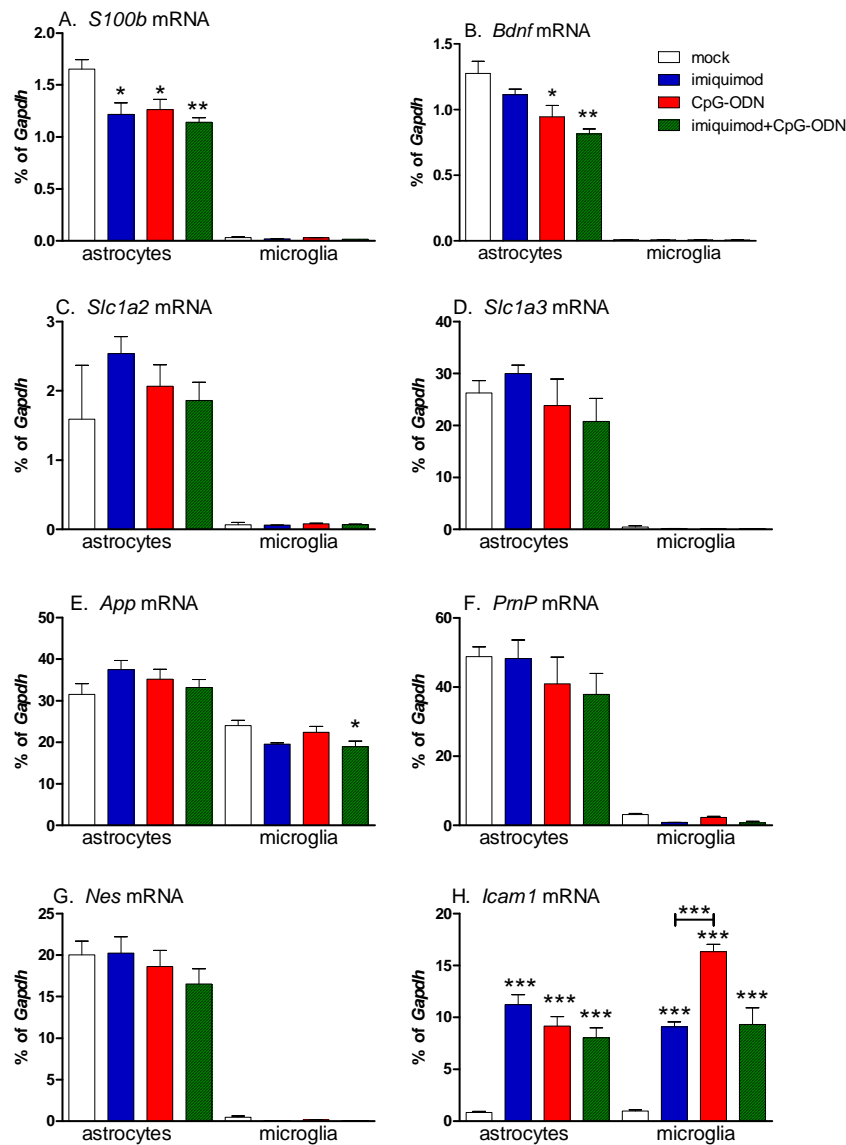 A. S100b mRNA
% of Gapdh
2.0
1.5
1.0
0.5
0.0
*
*
**
astrocytes microglia
B. Bdnf mRNA
% of Gapdh
1.5
1.0
0.5
0.0
*
**
astrocytes microglia
mock
imiquimod
CpG-ODN
imiquimod+CpG-ODN
C. Slc1a2 mRNA
% of Gapdh
3
2
1
0
astrocytes microglia
D. Slc1a3 mRNA
% of Gapdh
40
30
20
10
0
astrocytes microglia
E. App mRNA
% of Gapdh
50
40
30
20
10
0
*
astrocytes microglia
F. PrnP mRNA
% of Gapdh
60
40
20
0
astrocytes microglia
G. Nes mRNA
% of Gapdh
25
20
15
10
5
0
astrocytes microglia
H. Icam1 mRNA
% of Gapdh
20
15
10
5
0
***
***
***
***
***
***
***
astrocytes microglia